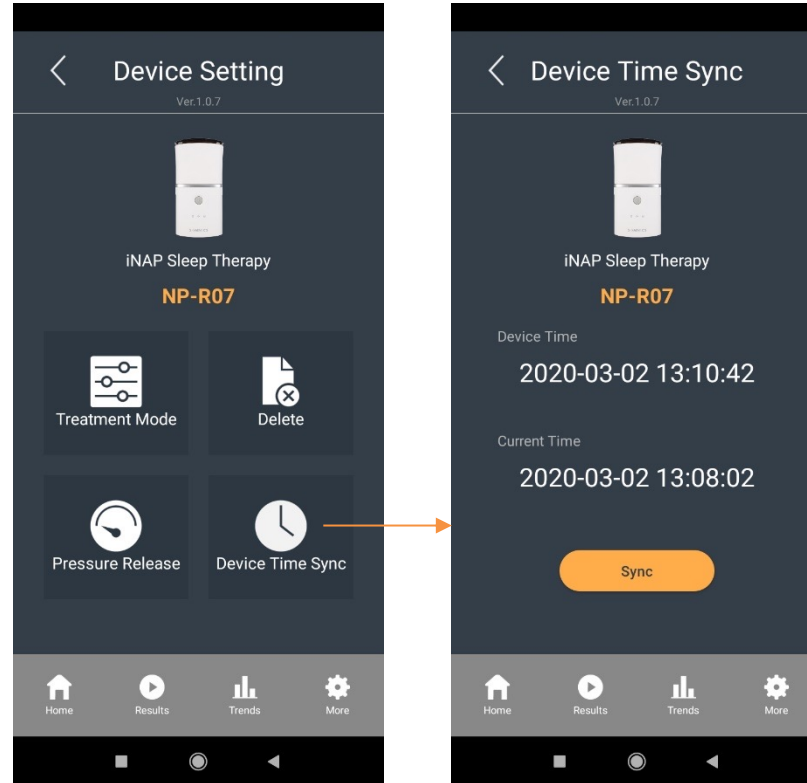 Device Setting
Ver.1.0.7
iNAP Sleep Therapy
NP-R07
Treatment Mode
Delete
Pressure Release
Device Time Sync
Home
Results
Trends
More
Device Time Sync
Ver.1.0.7
iNAP Sleep Therapy
NP-R07
Device Time
2020-03-02 13:10:42
Current Time
2020-03-02 13:08:02
Sync
Home
Results
Trends
More